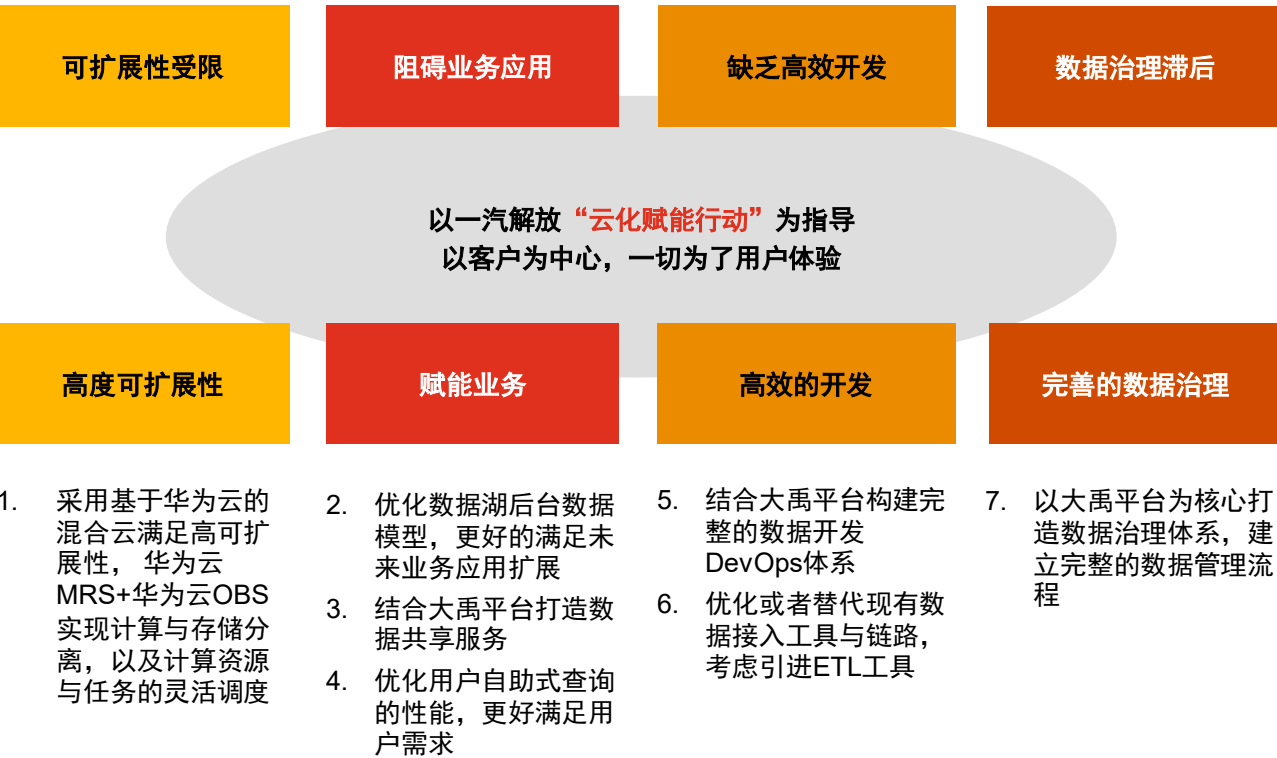 可扩展性受限
阻碍业务应用
缺乏高效开发
数据治理滞后
以一汽解放“云化赋能行动”为指导
以客户为中心，一切为了用户体验
高度可扩展性
赋能业务
高效的开发
完善的数据治理
1. 采用基于华为云的
混合云满足高可扩
展性， 华为云
MRS+华为云OBS
实现计算与存储分
离，以及计算资源
与任务的灵活调度
2. 优化数据湖后台数据
模型，更好的满足未
来业务应用扩展
3. 结合大禹平台打造数
据共享服务
4. 优化用户自助式查询
的性能，更好满足用
户需求
5. 结合大禹平台构建完
整的数据开发
DevOps体系
6. 优化或者替代现有数
据接入工具与链路，
考虑引进ETL工具
7. 以大禹平台为核心打
造数据治理体系，建
立完整的数据管理流
程